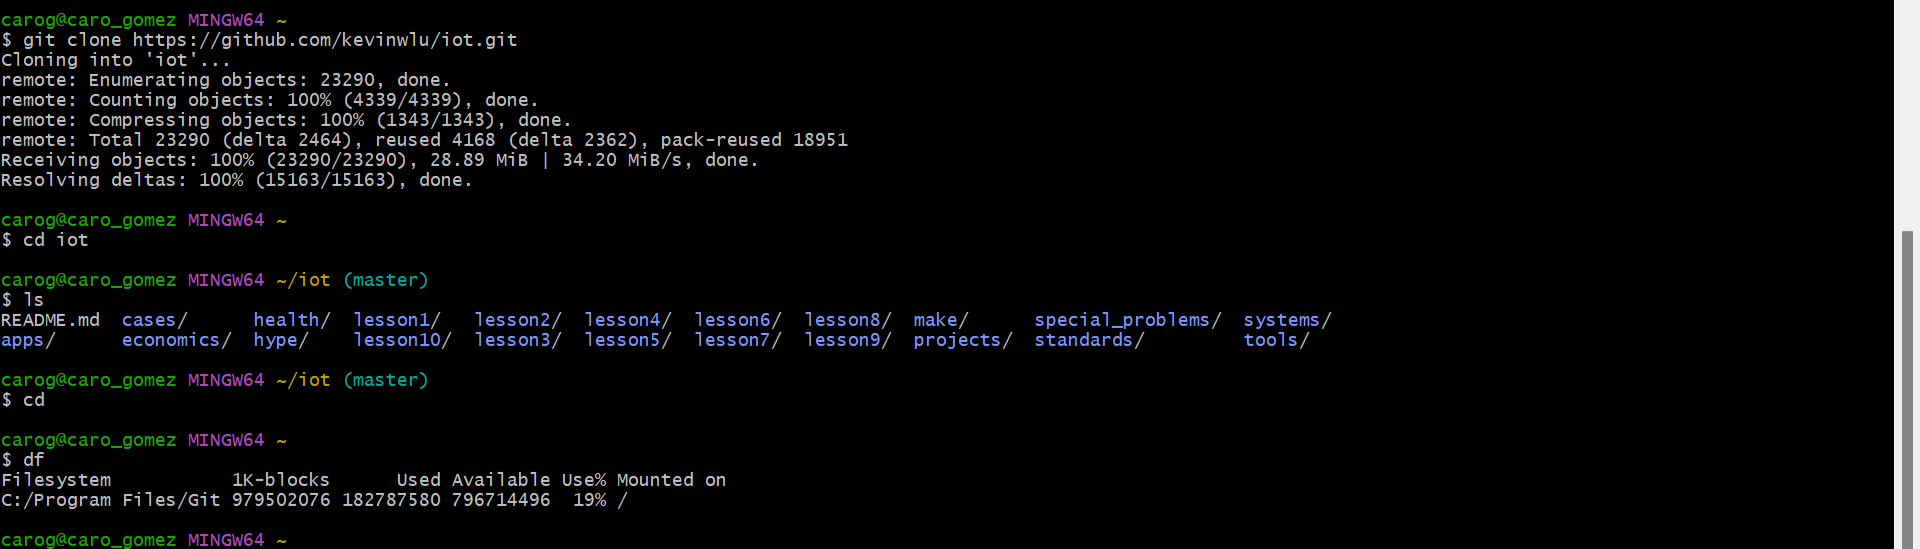 carog@caro_gomez MINGW64 ~
$ git clone https://github.com/kevinwlu/iot.git
Cloning into 'iot'...
remote: Enumerating objects: 23290, done.
remote: Counting objects: 100% (4339/4339), done.
remote: Compressing objects: 100% (1343/1343), done.
remote: Total 23290 (delta 2464), reused 4168 (delta 2362), pack-reused 18951
Receiving objects: 100% (23290/23290), 28.89 MiB | 34.20 MiB/s, done.
Resolving deltas: 100% (15163/15163), done.

carog@caro_gomez MINGW64 ~
$ cd iot

carog@caro_gomez MINGW64 ~/iot (master)
$ ls
README.md  cases/      health/  lesson1/   lesson2/  lesson4/  lesson6/  lesson8/  make/      special_problems/  systems/
apps/      economics/  hype/    lesson10/  lesson3/  lesson5/  lesson7/  lesson9/  projects/  standards/         tools/

carog@caro_gomez MINGW64 ~/iot (master)
$ cd

carog@caro_gomez MINGW64 ~
$ df
Filesystem           1K-blocks      Used Available Use% Mounted on
C:/Program Files/Git 979502076 182787580 796714496  19% /

carog@caro_gomez MINGW64 ~